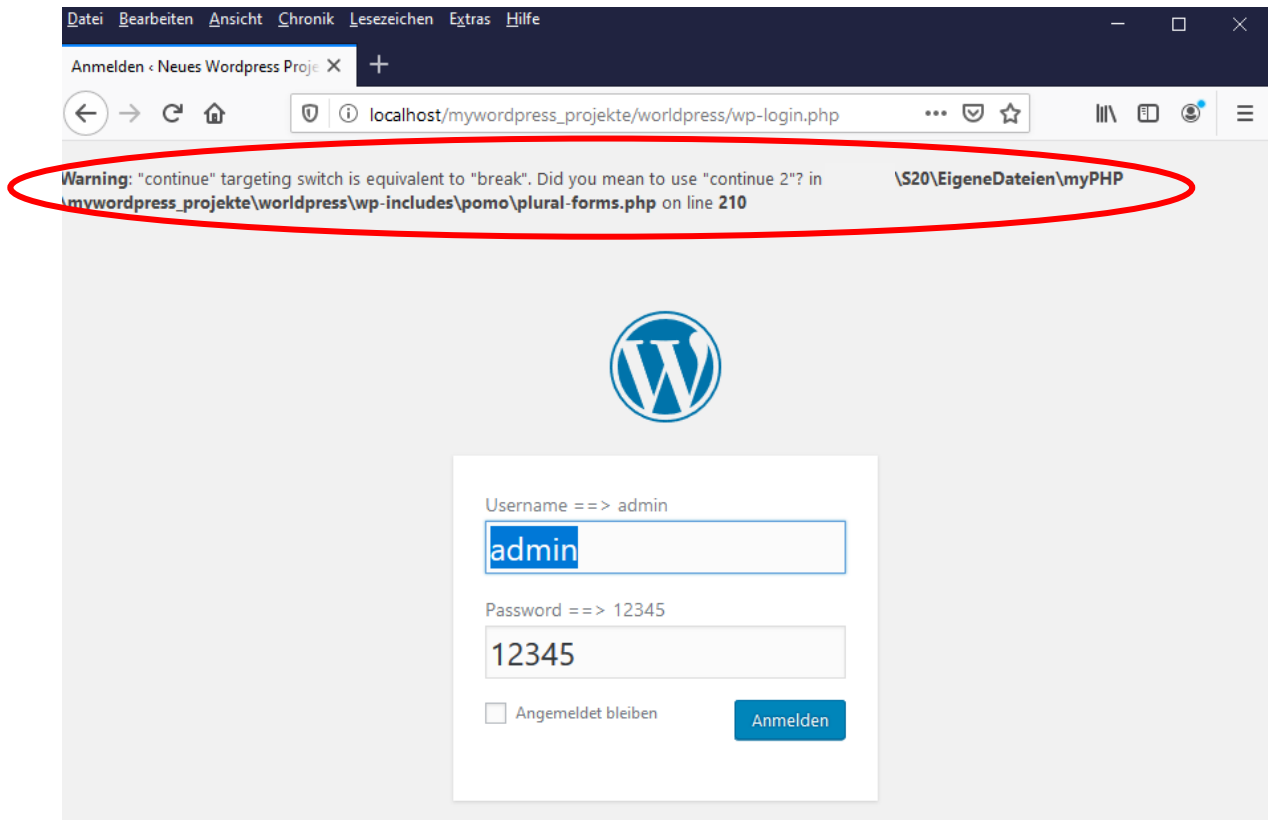 Datei Bearbeiten Ansicht Chronik Lesezeichen Extras Hilfe
Anmelden ‹ Neues Wordpress Proje
localhost/mywordpress_projekte/worldpress/wp-login.php
Warning: "continue" targeting switch is equivalent to "break". Did you mean to use "continue 2"? in \S20\EigeneDateien\myPHP
\mywordpress_projekte\worldpress\wp-includes\pomo\plural-forms.php on line 210
Username ==> admin
admin
Password ==> 12345
12345
Angemeldet bleiben
Anmelden